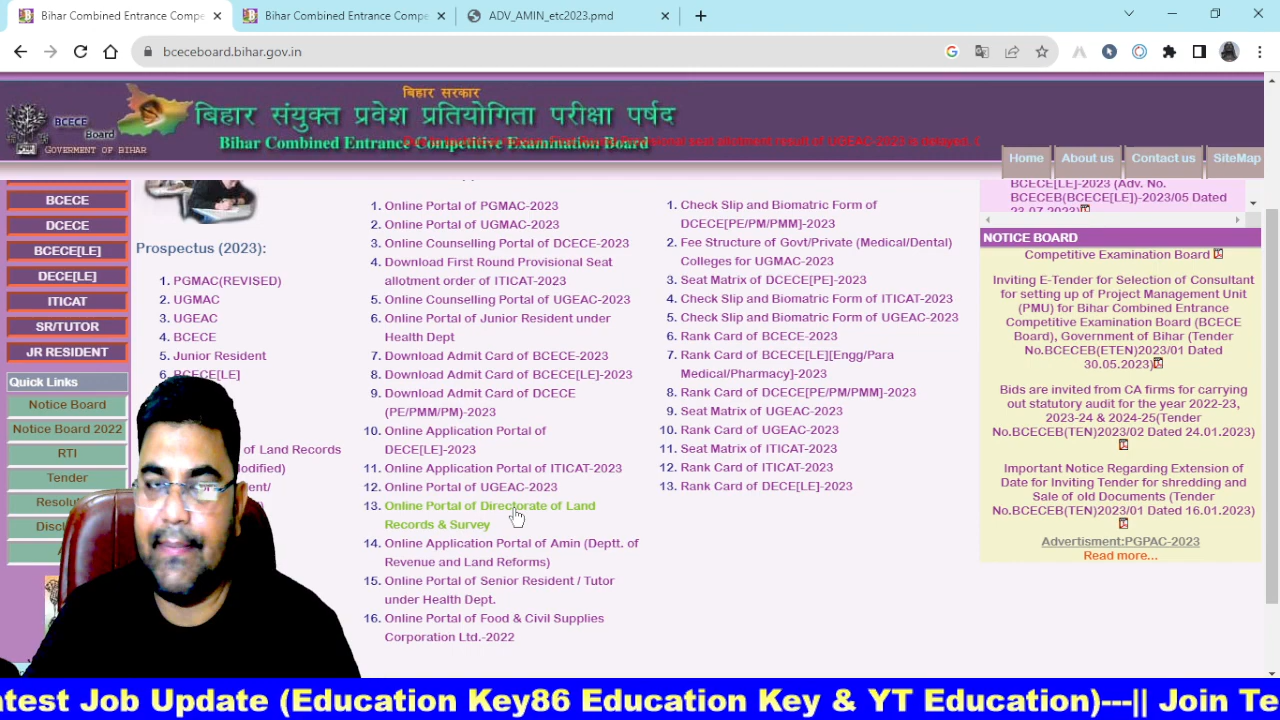 Bihar Combined Entrance Compe
Bihar Combined Entrance Compe
ADV_AMIN_etc2023.pmd
bceceboard.bihar.gov.in
बिहार सरकार
BCECE
Board
GOVERMENT OF BIHAR
बिहार संयुक्त प्रवेश प्रतियोगिता परीक्षा पर्षद
Bihar Combined Entrance Competitive Examination Board
Home
About us
Contact us
SiteMap
BCECE
DCECE
BCECE[LE]
DECE[LE]
ITICAT
SR/TUTOR
JR RESIDENT
Quick Links
Notice Board
Notice Board 2022
RTI
Tender
Prospectus (2023):
1. PGMAC(REVISED)
2. UGMAC
3. UGEAC
4. BCECE
5. Junior Resident
6. BCECE[LE]
of Land Records
1. Online Portal of PGMAC-2023
2. Online Portal of UGMAC-2023
3. Online Counselling Portal of DCECE-2023
4. Download First Round Provisional Seat
allotment order of ITICAT-2023
5. Online Counselling Portal of UGEAC-2023
6. Online Portal of Junior Resident under
Health Dept
7. Download Admit Card of BCECE-2023
8. Download Admit Card of BCECE[LE]-2023
9. Download Admit Card of DCECE
(PE/PMM/PM)-2023
10. Online Application Portal of
DECE[LE]-2023
11. Online Application Portal of ITICAT-2023
12. Online Portal of UGEAC-2023
13. Online Portal of Directorate of Land
Records & Survey
14. Online Application Portal of Amin (Deptt. of
Revenue and Land Reforms)
15. Online Portal of Senior Resident / Tutor
under Health Dept.
16. Online Portal of Food & Civil Supplies
Corporation Ltd.-2022
1. Check Slip and Biomatric Form of
DCECE[PE/PM/PMM]-2023
2. Fee Structure of Govt/Private (Medical/Dental)
Colleges for UGMAC-2023
3. Seat Matrix of DCECE[PE]-2023
4. Check Slip and Biomatric Form of ITICAT-2023
5. Check Slip and Biomatric Form of UGEAC-2023
6. Rank Card of BCECE-2023
7. Rank Card of BCECE[LE][Engg/Para
Medical/Pharmacy]-2023
8. Rank Card of DCECE[PE/PM/PMM]-2023
9. Seat Matrix of UGEAC-2023
10. Rank Card of UGEAC-2023
11. Seat Matrix of ITICAT-2023
12. Rank Card of ITICAT-2023
13. Rank Card of DECE[LE]-2023
BCECE[LE]-2023 (Adv. No.
BCECEB(BCECE[LE])-2023/05 Dated
23.07.2023)
NOTICE BOARD
Competitive Examination Board
Inviting E-Tender for Selection of Consultant
for setting up of Project Management Unit
(PMU) for Bihar Combined Entrance
Competitive Examination Board (BCECE
Board), Government of Bihar (Tender
No.BCECEB(ETEN)2023/01 Dated
30.05.2023)
Bids are invited from CA firms for carrying
out statutory audit for the year 2022-23,
2023-24 & 2024-25(Tender
No.BCECEB(TEN)2023/02 Dated 24.01.2023)
Important Notice Regarding Extension of
Date for Inviting Tender for shredding and
Sale of old Documents (Tender
No.BCECEB(TEN)2023/01 Dated 16.01.2023)
Advertisment:PGPAC-2023
Read more...
atest Job Update (Education Key86 Education Key & YT Education)---|| Join Te